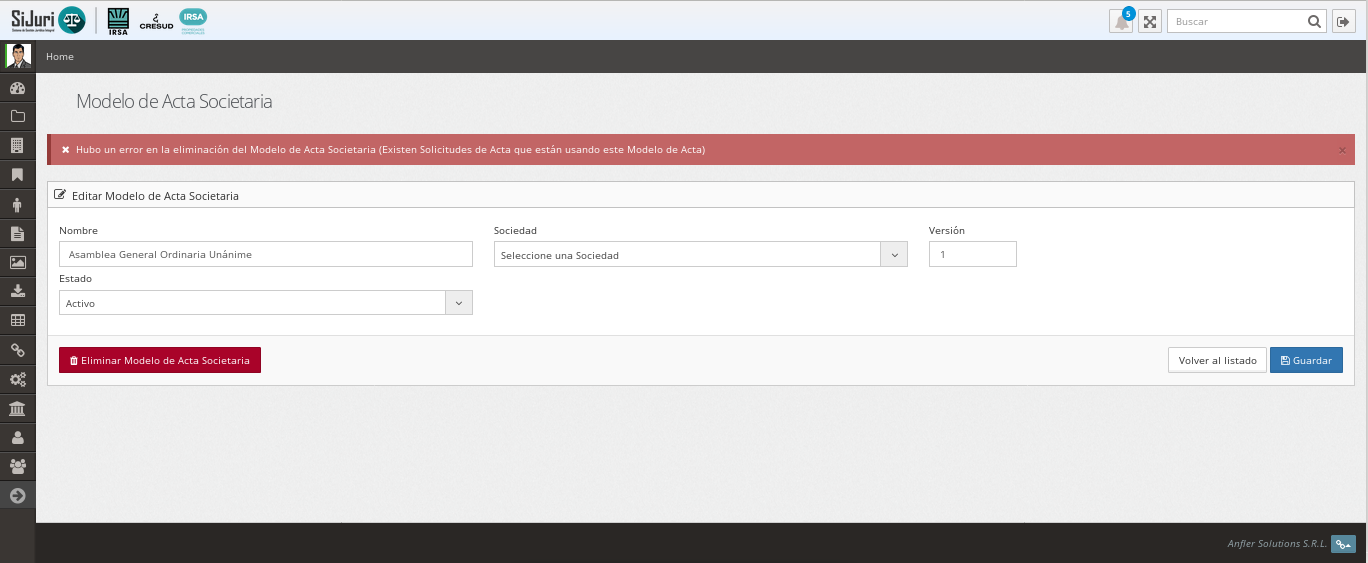 SiJuri
IRSA
CRESUD
IRSA
5
Buscar
Home
Modelo de Acta Societaria
Hubo un error en la eliminación del Modelo de Acta Societaria (Existen Solicitudes de Acta que están usando este Modelo de Acta)
×
Editar Modelo de Acta Societaria
Nombre
Sociedad
Versión
Asamblea General Ordinaria Unánime
Seleccione una Sociedad
1
Estado
Activo
Eliminar Modelo de Acta Societaria
Volver al listado
Guardar
Anfler Solutions S.R.L.